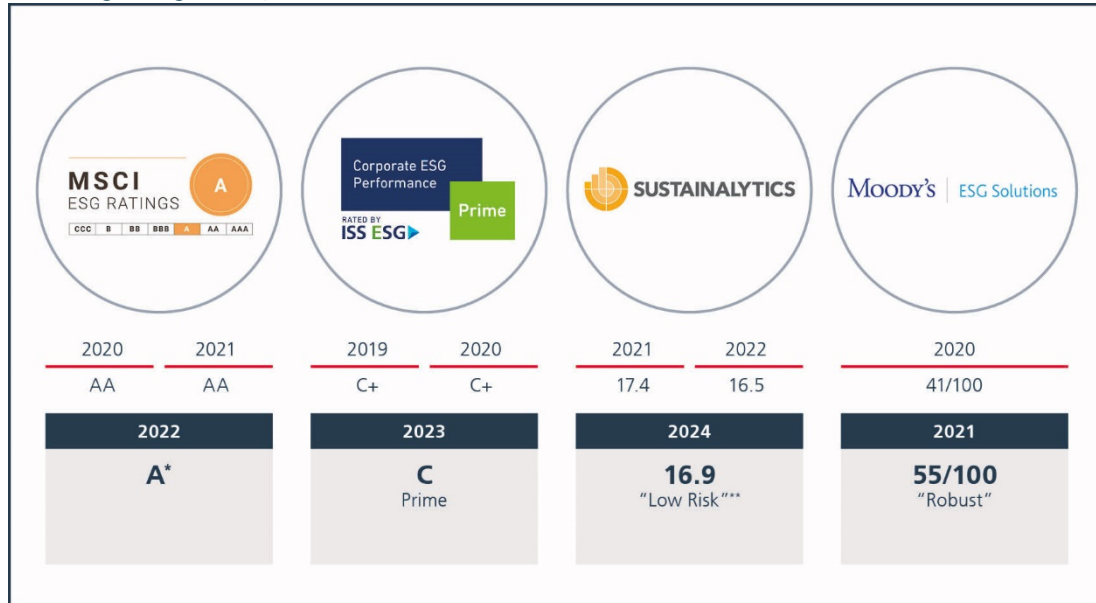 MSCI
ESG RATINGS
A
CCC B BB BBB A AA AAA
2020 2021
AA AA
2022
A*
Corporate ESG
Performance
Prime
RATED BY
ISS ESG
2019 2020
C+ C+
2023
C
Prime
SUSTAINALYTICS
2021 2022
17.4 16.5
2024
16.9
“Low Risk”**
MOODY'S ESG Solutions
2020
41/100
2021
55/100
“Robust”